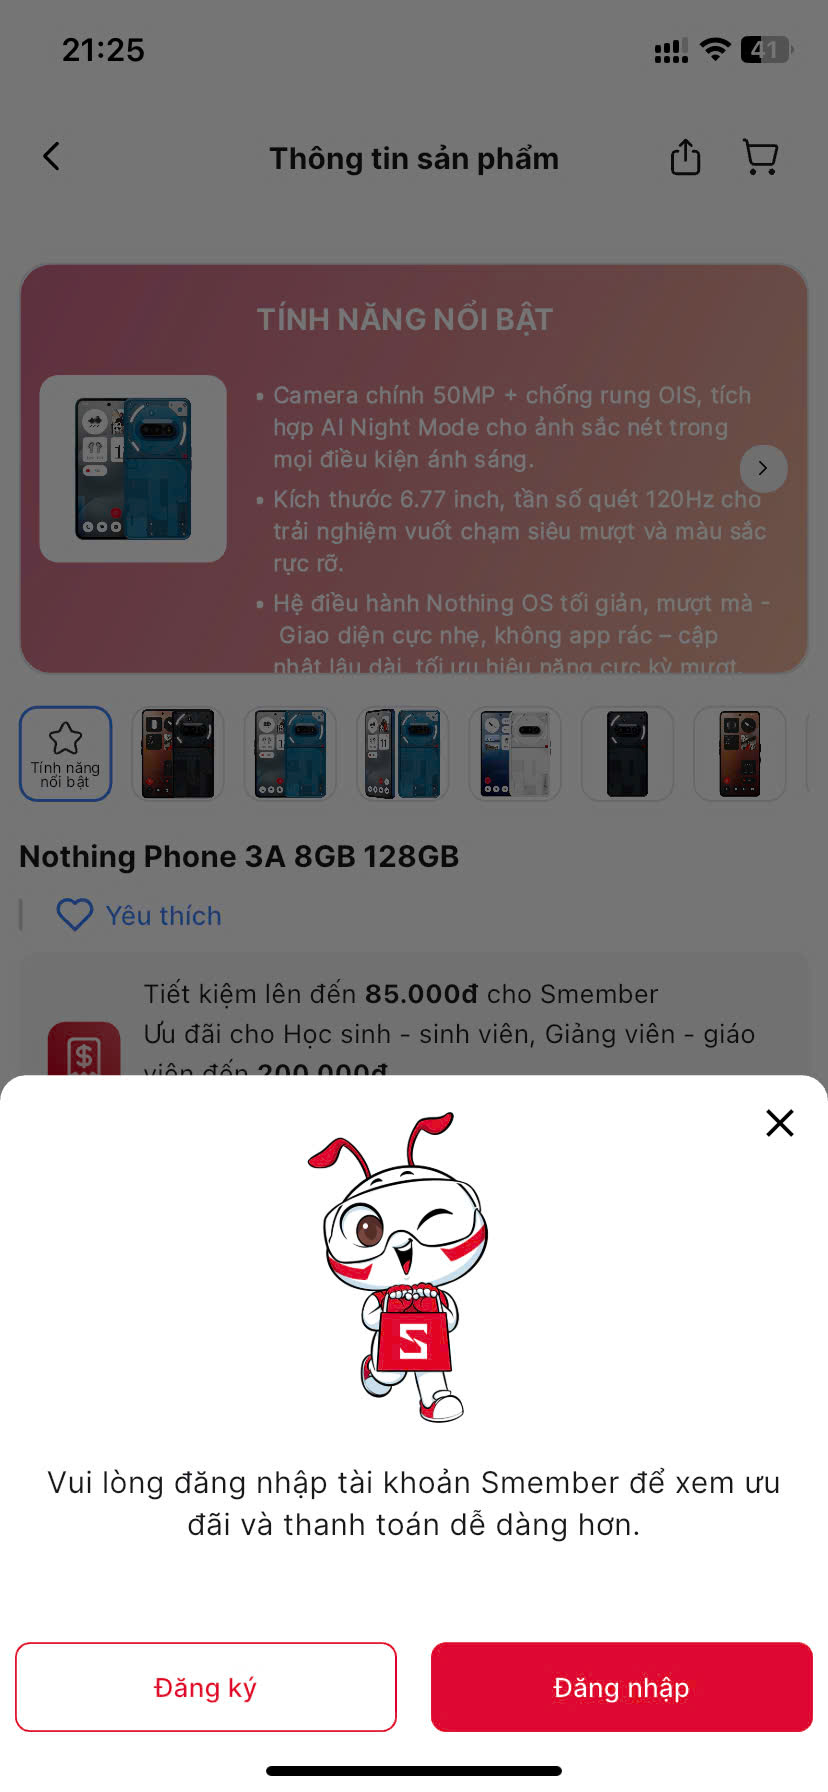 21:25
41
Thông tin sản phẩm
TÍNH NĂNG NỔI BẬT
• Camera chính 50MP + chống rung OIS, tích
hợp AI Night Mode cho ảnh sắc nét trong
mọi điều kiện ánh sáng.
• Kích thước 6.77 inch, tần số quét 120Hz cho
trải nghiệm vuốt chạm siêu mượt và màu sắc
rực rỡ.
• Hệ điều hành Nothing OS tối giản, mượt mà -
Giao diện cực nhẹ, không app rác – cập
nhật lâu dài, tối ưu hiệu năng cực kỳ mượt.
Tính năng
nổi bật
Nothing Phone 3A 8GB 128GB
Yêu thích
Tiết kiệm lên đến 85.000đ cho Smember
Ưu đãi cho Học sinh - sinh viên, Giảng viên - giáo
viên đến 200.000đ
S
Vui lòng đăng nhập tài khoản Smember để xem ưu
đãi và thanh toán dễ dàng hơn.
Đăng ký
Đăng nhập